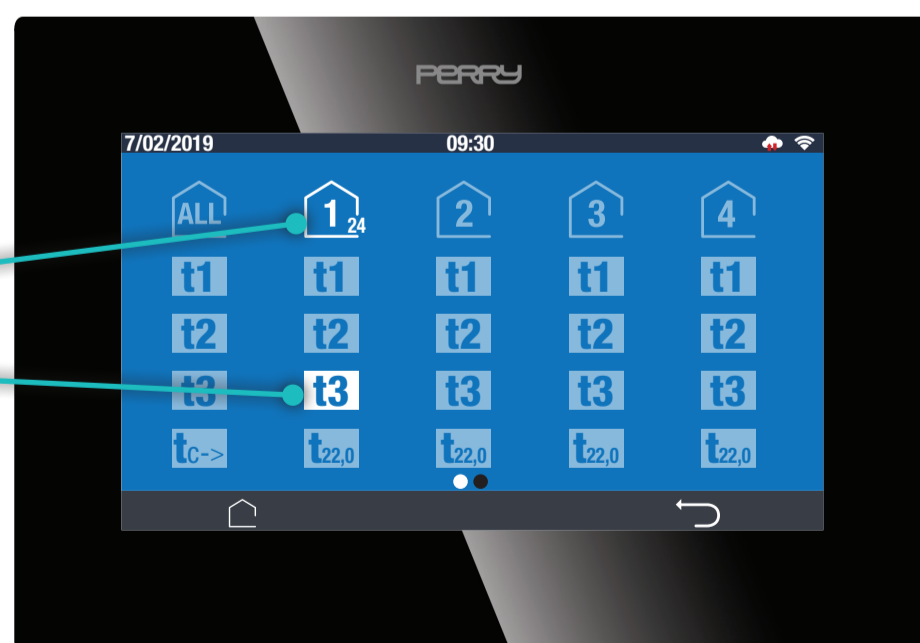 PERRY
7/02/2019 09:30
ALL 1 24 2 3 4
t1 t1 t1 t1 t1
t2 t2 t2 t2 t2
t3 t3 t3 t3 t3
tC-> t22,0 t22,0 t22,0 t22,0